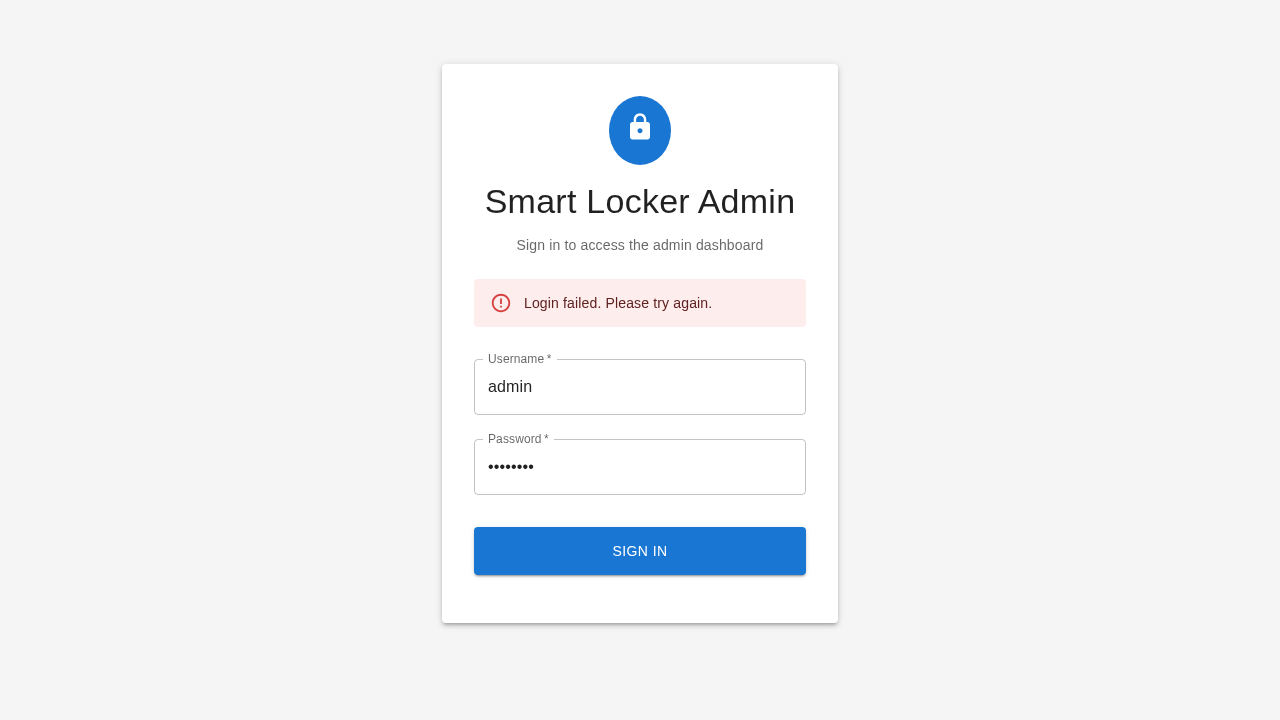 Smart Locker Admin
Sign in to access the admin dashboard
Login failed. Please try again.
Username *
admin
Password *
••••••••
SIGN IN